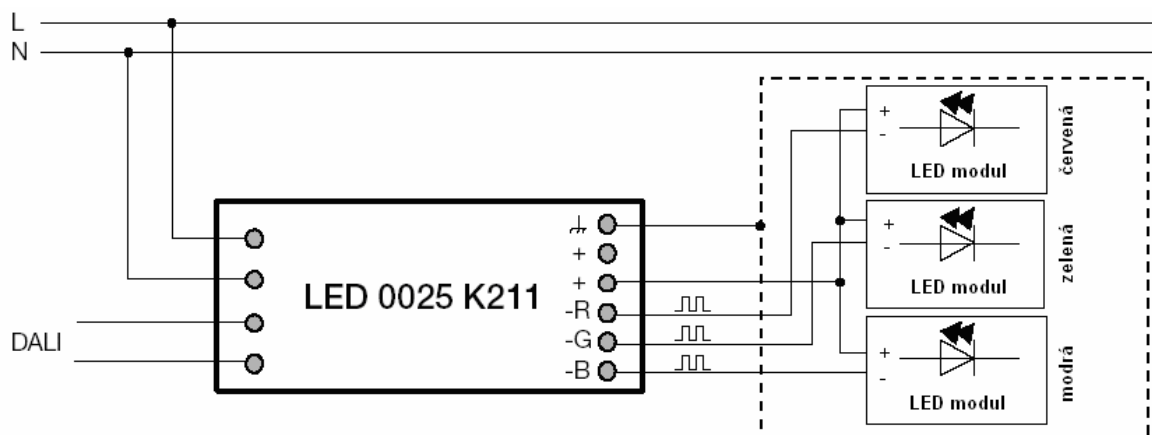 L
N
DALI
LED 0025 K211
+
+
-R
-G
-B
+
-
LED modul
červená
+
-
LED modul
zelená
+
-
LED modul
modrá